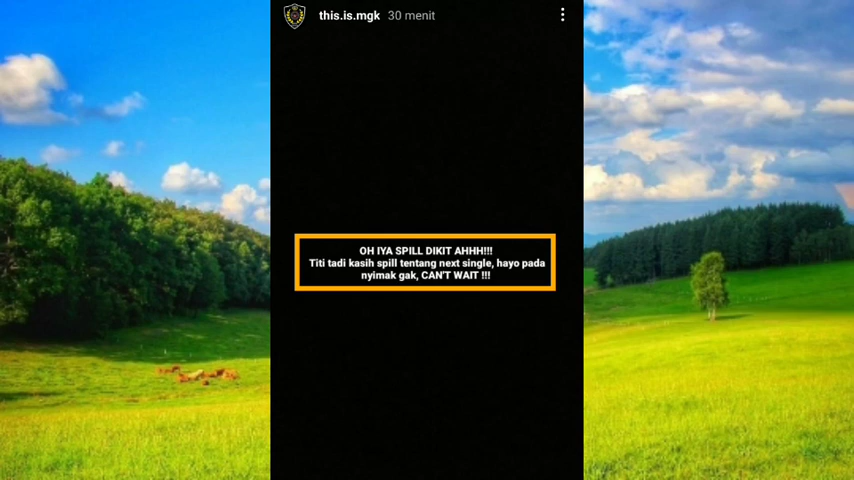 this.is.mgk 30 menit
OH IYA SPILL DIKIT AHHH!!!
Titi tadi kasih spill tentang next single, hayo pada
nyimak gak, CAN'T WAIT !!!